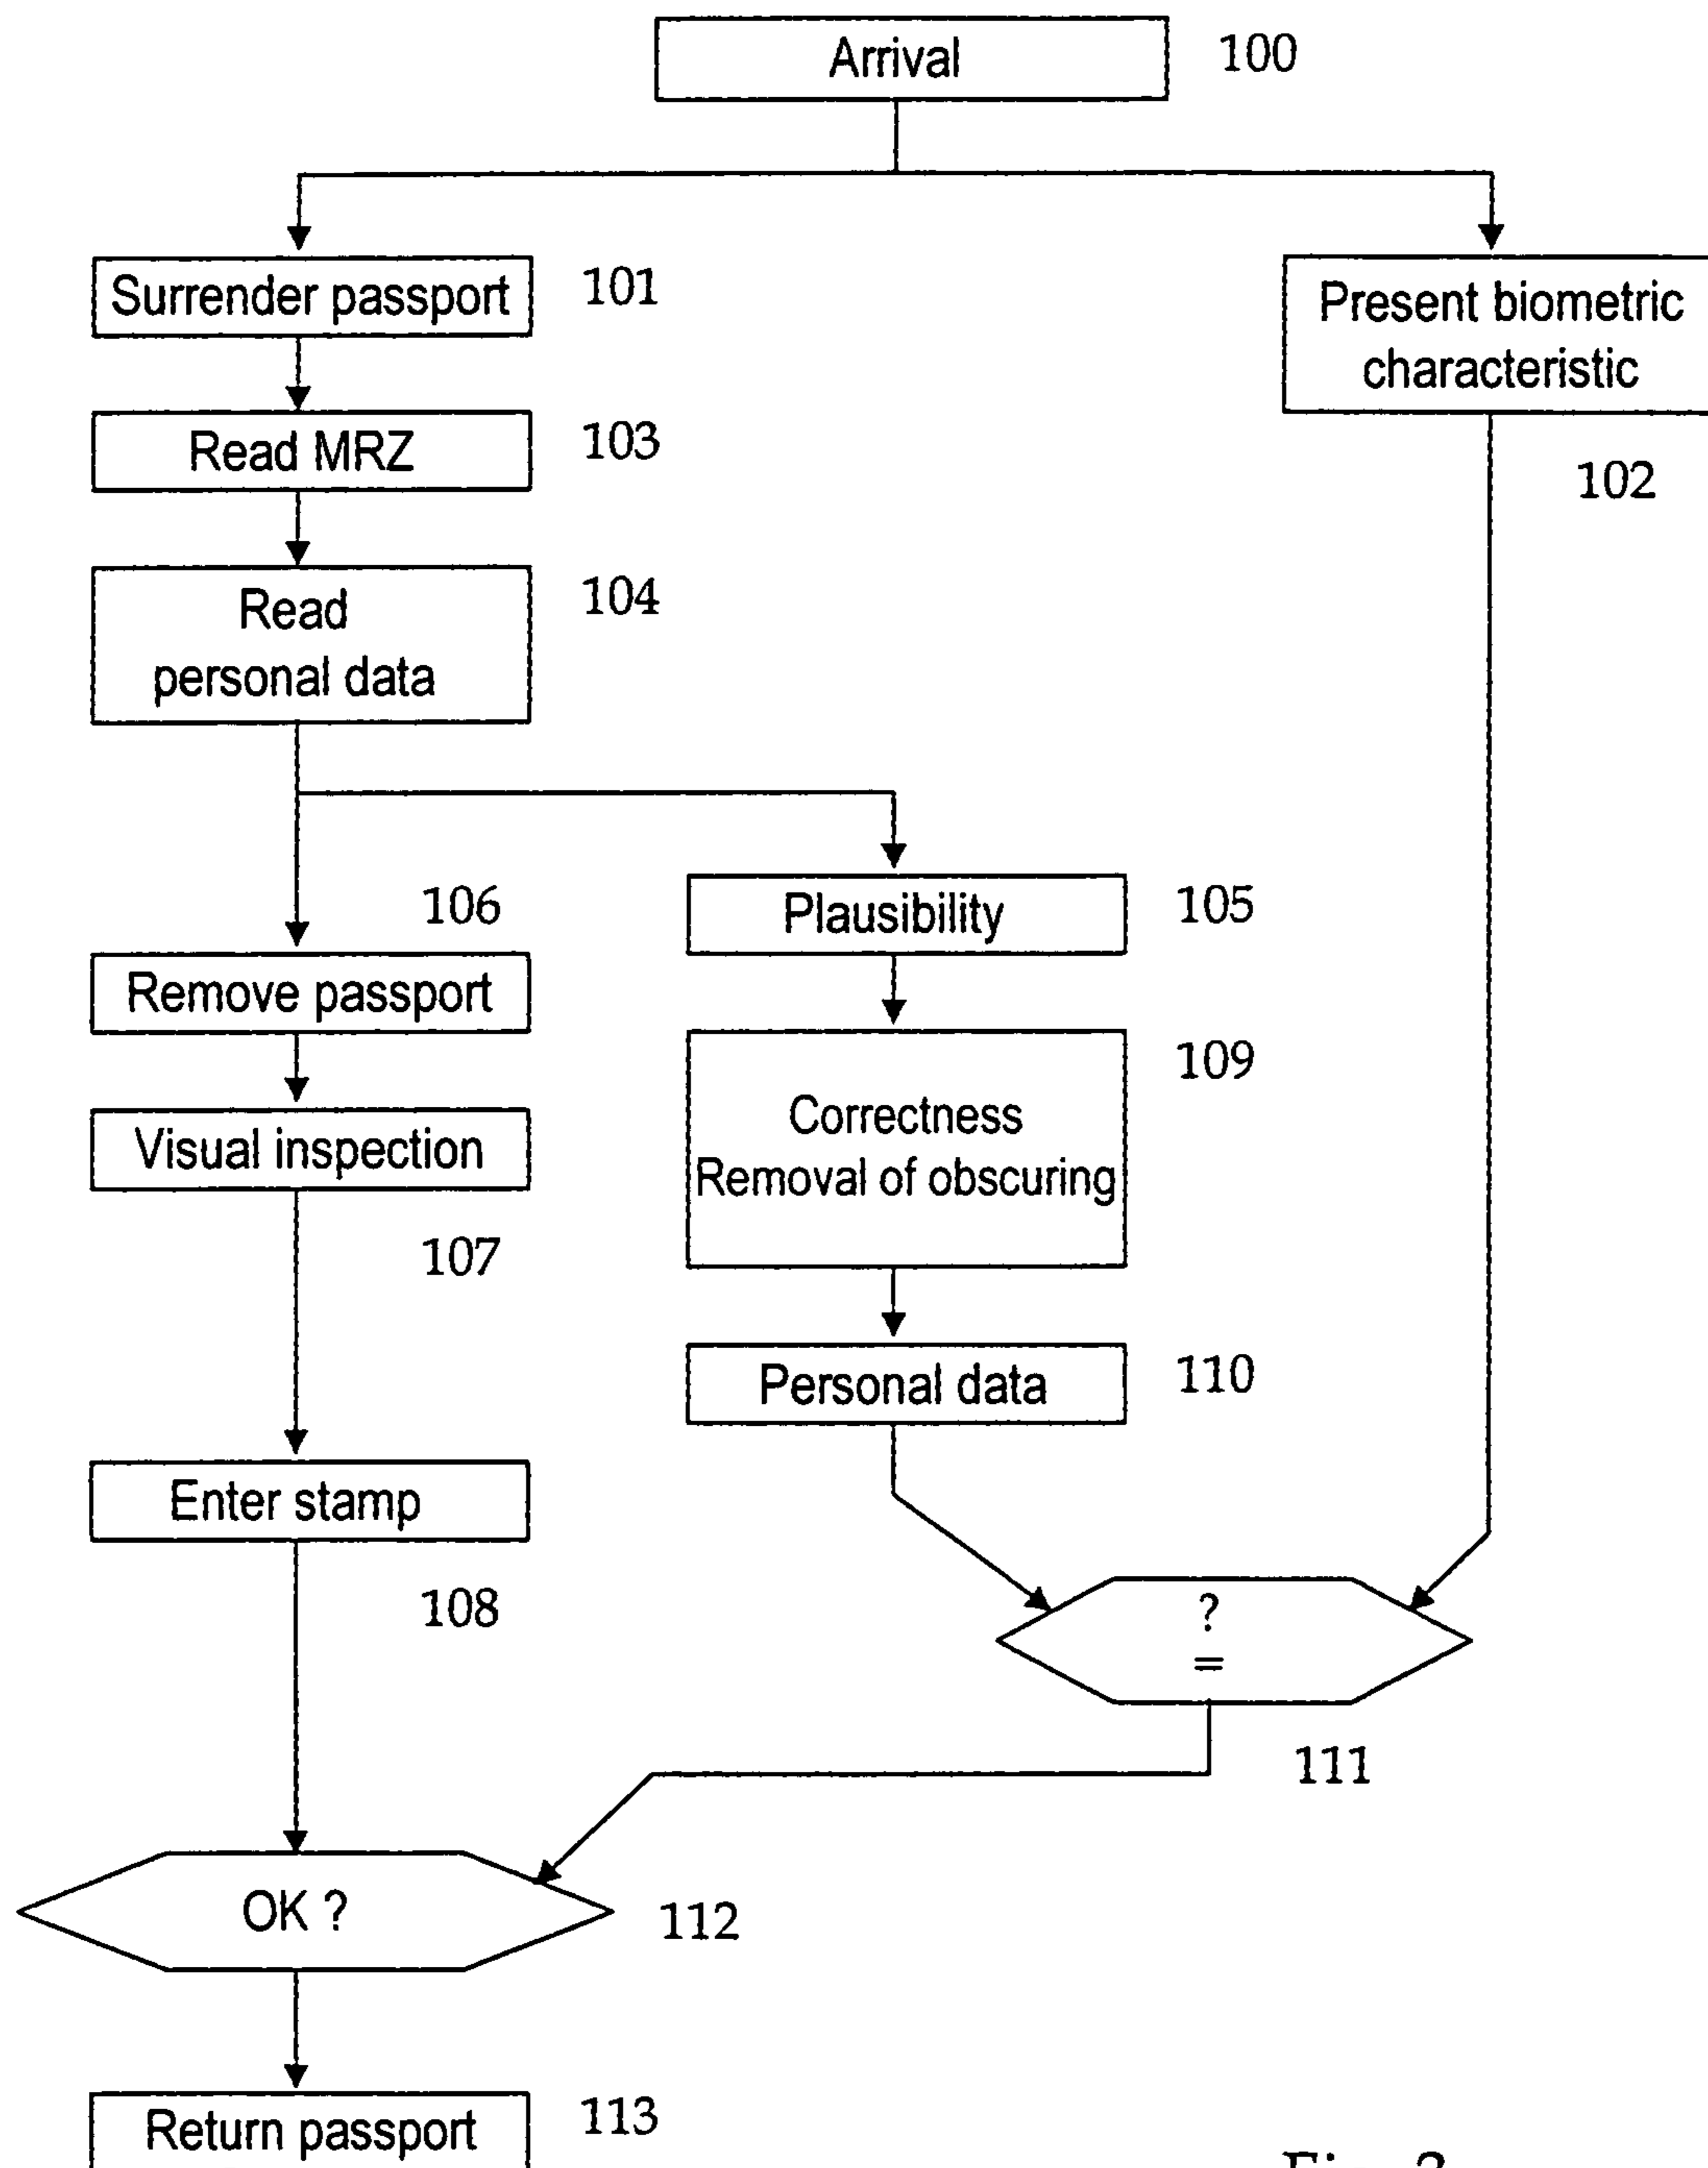 Arrival
100
Surrender passport
101
Present biometric
characteristic
102
Read MRZ
103
Read
personal data
104
106
Plausibility
105
Remove passport
Correctness
Removal of obscuring
109
Visual inspection
107
Personal data
110
Enter stamp
108
?
=
111
OK ?
112
Return passport
113